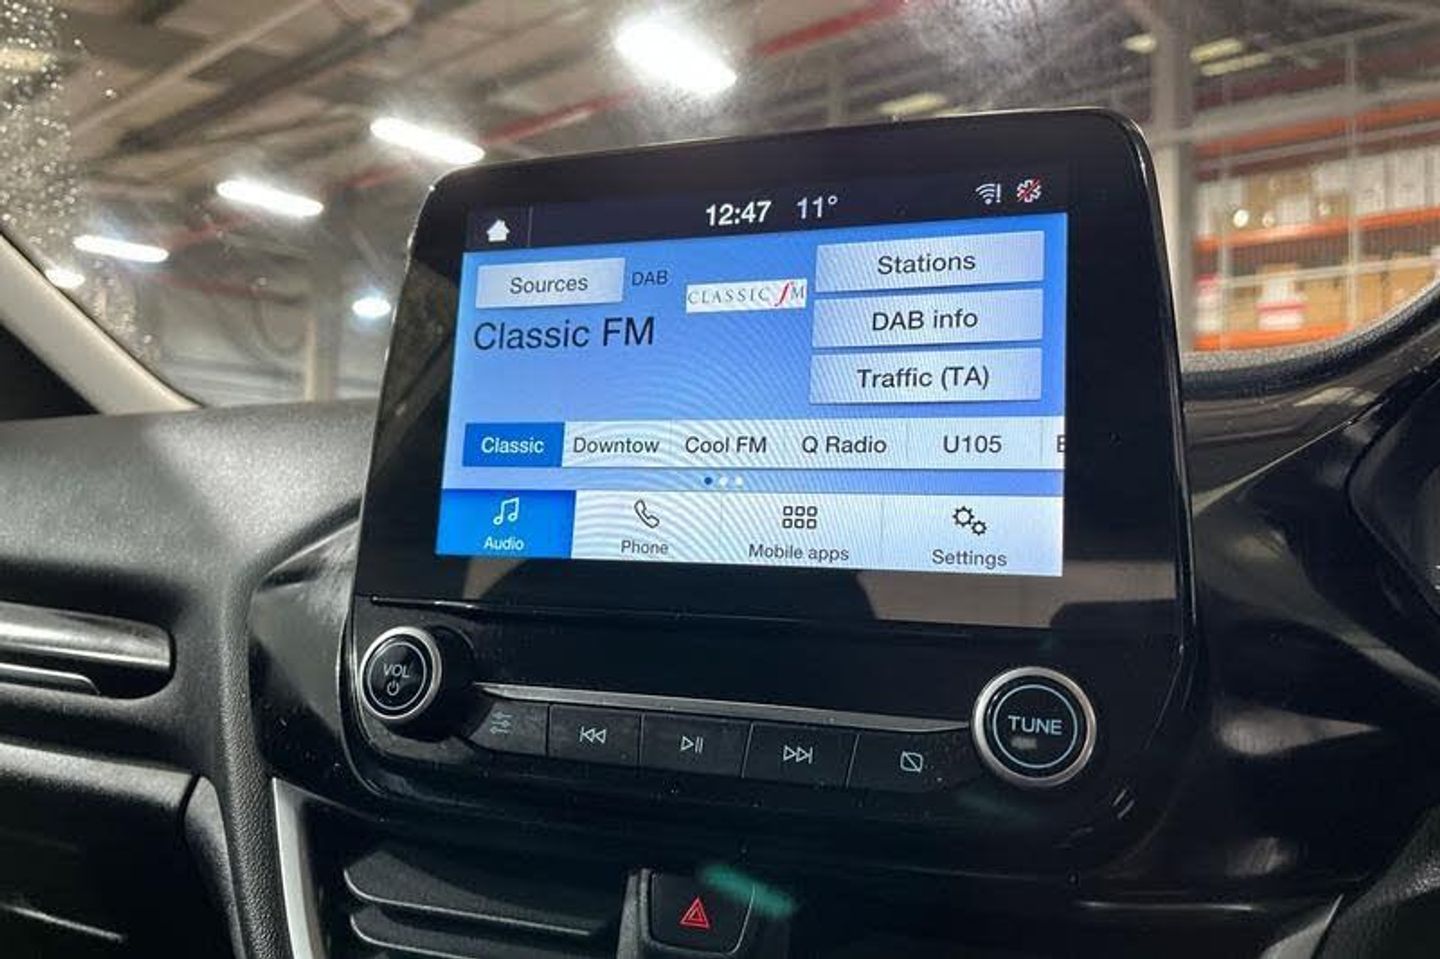 12:47 11°
Sources DAB
CLASSIC fM
Stations
Classic FM
DAB info
Traffic (TA)
Classic Downtow Cool FM Q Radio U105
Audio Phone Mobile apps Settings
VOL
TUNE